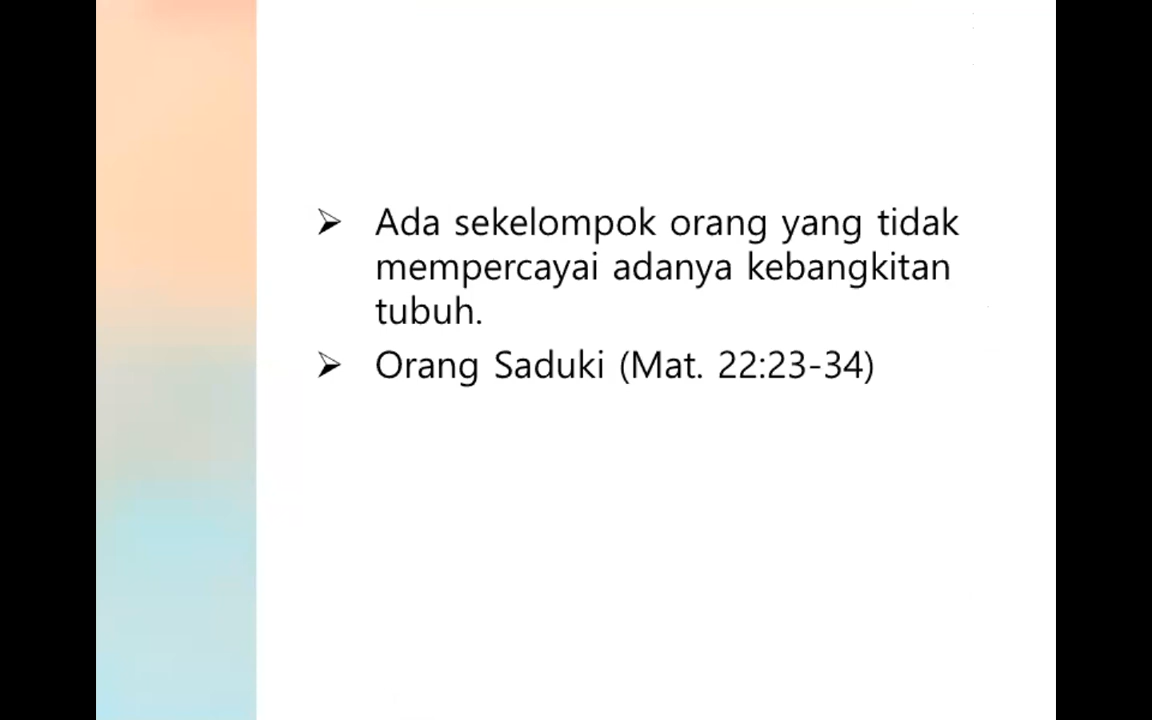 ➢ Ada sekelompok orang yang tidak
mempercayai adanya kebangkitan
tubuh.
➢ Orang Saduki (Mat. 22:23-34)